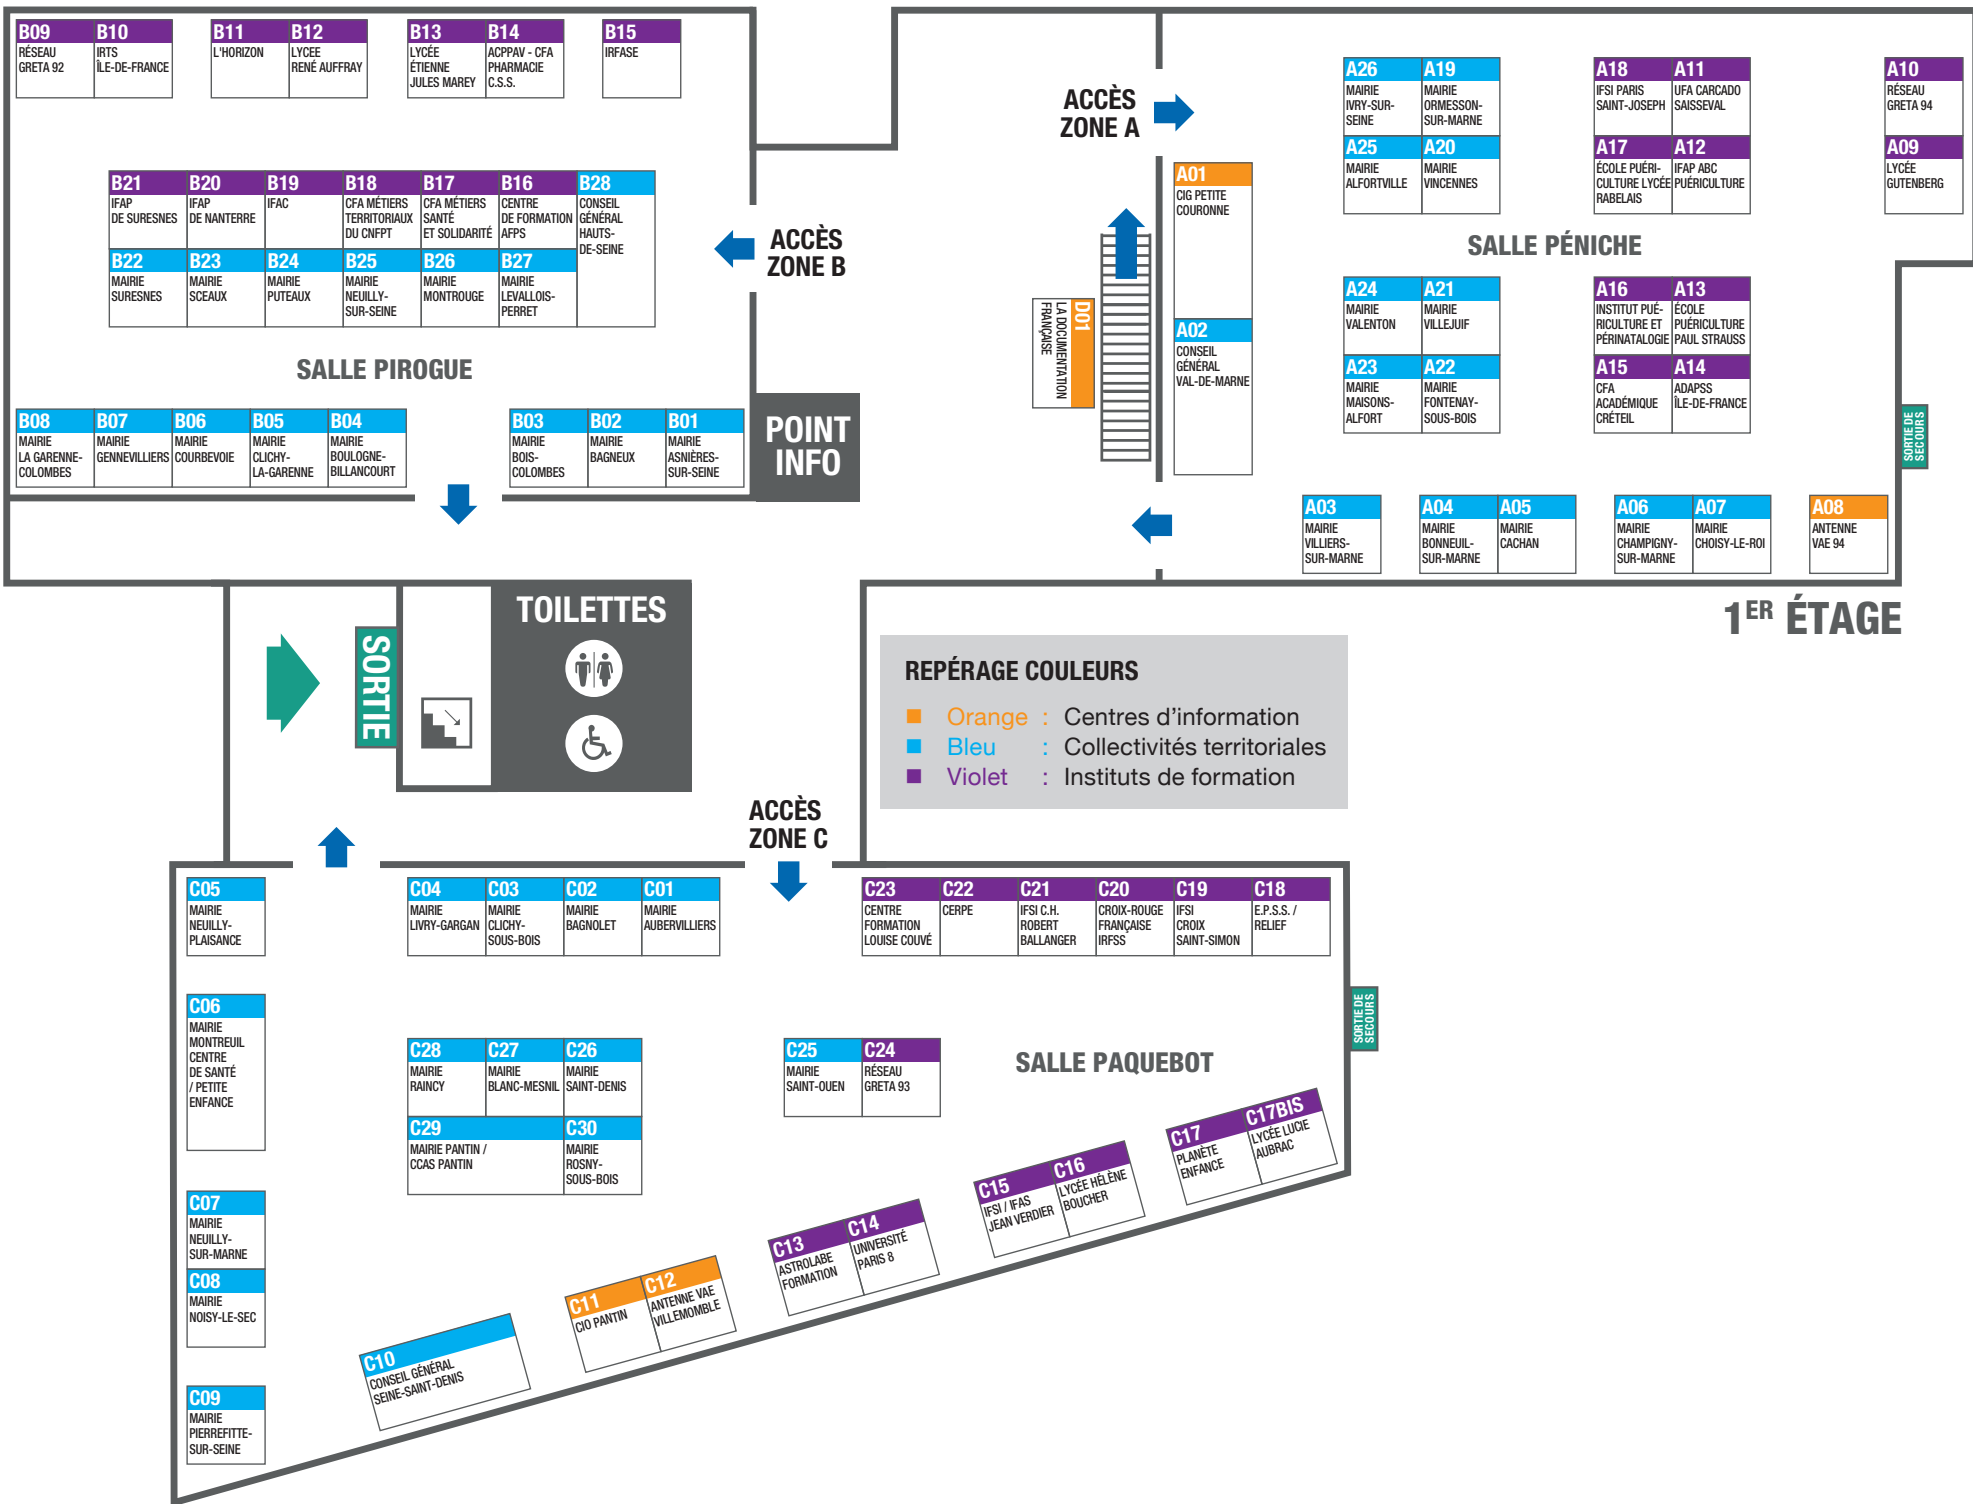 B09
RÉSEAU
GRETA 92
B10
IRTS
ÎLE-DE-FRANCE
B11
L'HORIZON
B12
LYCEE
RENÉ AUFFRAY
B13
LYCÉE
ÉTIENNE
JULES MAREY
B14
ACPPAV - CFA
PHARMACIE
C.S.S.
B15
IRFASE
B21
IFAP
DE SURESNES
B20
IFAP
DE NANTERRE
B19
IFAC
B18
CFA MÉTIERS
TERRITORIAUX
DU CNFPT
B17
CFA MÉTIERS
SANTÉ
ET SOLIDARITÉ
B16
CENTRE
DE FORMATION
AFPS
B28
CONSEIL
GÉNÉRAL
HAUTS-
DE-SEINE
B22
MAIRIE
SURESNES
B23
MAIRIE
SCEAUX
B24
MAIRIE
PUTEAUX
B25
MAIRIE
NEUILLY-
SUR-SEINE
B26
MAIRIE
MONTROUGE
B27
MAIRIE
LEVALLOIS-
PERRET
ACCÈS
ZONE B
SALLE PIROGUE
B08
MAIRIE
LA GARENNE-
COLOMBES
B07
MAIRIE
GENNEVILLIERS
B06
MAIRIE
COURBEVOIE
B05
MAIRIE
CLICHY-
LA-GARENNE
B04
MAIRIE
BOULOGNE-
BILLANCOURT
B03
MAIRIE
BOIS-
COLOMBES
B02
MAIRIE
BAGNEUX
B01
MAIRIE
ASNIÈRES-
SUR-SEINE
POINT
INFO
ACCÈS
ZONE A
A01
CIG PETITE
COURONNE
A02
CONSEIL
GÉNÉRAL
VAL-DE-MARNE
D01
LA DOCUMENTATION
FRANÇAISE
A26
MAIRIE
IVRY-SUR-
SEINE
A19
MAIRIE
ORMESSON-
SUR-MARNE
A25
MAIRIE
ALFORTVILLE
A20
MAIRIE
VINCENNES
A18
IFSI PARIS
SAINT-JOSEPH
A11
UFA CARCADO
SAISSEVAL
A17
ÉCOLE PUÉRI-
CULTURE LYCÉE
RABELAIS
A12
IFAP ABC
PUÉRICULTURE
A10
RÉSEAU
GRETA 94
A09
LYCÉE
GUTENBERG
SALLE PÉNICHE
A24
MAIRIE
VALENTON
A21
MAIRIE
VILLEJUIF
A23
MAIRIE
MAISONS-
ALFORT
A22
MAIRIE
FONTENAY-
SOUS-BOIS
A16
INSTITUT PUÉ-
RICULTURE ET
PÉRINATALOGIE
A13
ÉCOLE
PUÉRICULTURE
PAUL STRAUSS
A15
CFA
ACADÉMIQUE
CRÉTEIL
A14
ADAPSS
ÎLE-DE-FRANCE
SORTIE DE
SECOURS
A03
MAIRIE
VILLIERS-
SUR-MARNE
A04
MAIRIE
BONNEUIL-
SUR-MARNE
A05
MAIRIE
CACHAN
A06
MAIRIE
CHAMPIGNY-
SUR-MARNE
A07
MAIRIE
CHOISY-LE-ROI
A08
ANTENNE
VAE 94
1ER ÉTAGE
SORTIE
TOILETTES
REPÉRAGE COULEURS
Orange : Centres d'information
Bleu : Collectivités territoriales
Violet : Instituts de formation
ACCÈS
ZONE C
C05
MAIRIE
NEUILLY-
PLAISANCE
C04
MAIRIE
LIVRY-GARGAN
C03
MAIRIE
CLICHY-
SOUS-BOIS
C02
MAIRIE
BAGNOLET
C01
MAIRIE
AUBERVILLIERS
C23
CENTRE
FORMATION
LOUISE COUVÉ
C22
CERPE
C21
IFSI C.H.
ROBERT
BALLANGER
C20
CROIX-ROUGE
FRANÇAISE
IRFSS
C19
IFSI
CROIX
SAINT-SIMON
C18
E.P.S.S. /
RELIEF
C06
MAIRIE
MONTREUIL
CENTRE
DE SANTÉ
/ PETITE
ENFANCE
C28
MAIRIE
RAINCY
C27
MAIRIE
BLANC-MESNIL
C26
MAIRIE
SAINT-DENIS
C29
MAIRIE PANTIN /
CCAS PANTIN
C30
MAIRIE
ROSNY-
SOUS-BOIS
C25
MAIRIE
SAINT-OUEN
C24
RÉSEAU
GRETA 93
SALLE PAQUEBOT
SORTIE DE
SECOURS
C07
MAIRIE
NEUILLY-
SUR-MARNE
C08
MAIRIE
NOISY-LE-SEC
C09
MAIRIE
PIERREFITTE-
SUR-SEINE
C10
CONSEIL GÉNÉRAL
SEINE-SAINT-DENIS
C11
CIO PANTIN
C12
ANTENNE VAE
VILLEMOMBLE
C13
ASTROLABE
FORMATION
C14
UNIVERSITÉ
PARIS 8
C15
IFSI / IFAS
JEAN VERDIER
C16
LYCÉE HÉLÈNE
BOUCHER
C17
PLANÈTE
ENFANCE
C17BIS
LYCÉE LUCIE
AUBRAC